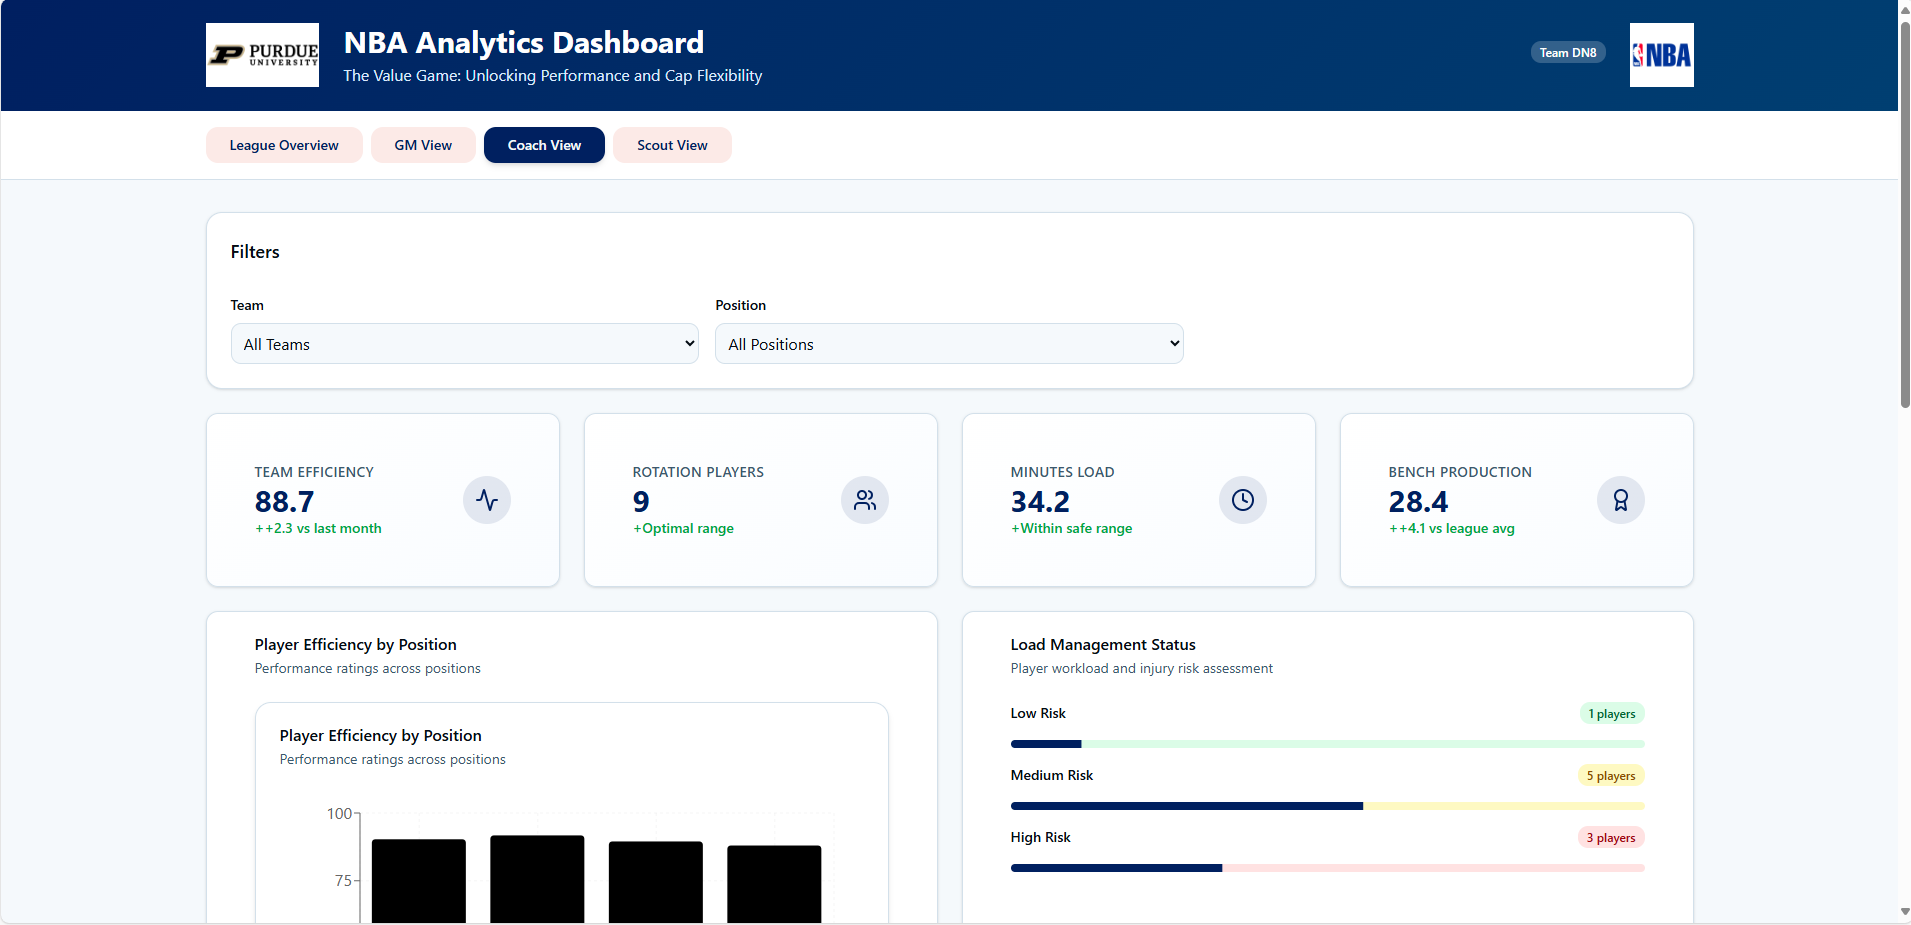 PURDUE
UNIVERSITY
NBA Analytics Dashboard
The Value Game: Unlocking Performance and Cap Flexibility
Team DN8
NBA
League Overview
GM View
Coach View
Scout View
Filters
Team
Position
All Teams
All Positions
TEAM EFFICIENCY
88.7
++2.3 vs last month
ROTATION PLAYERS
9
+Optimal range
MINUTES LOAD
34.2
+Within safe range
BENCH PRODUCTION
28.4
++4.1 vs league avg
Player Efficiency by Position
Performance ratings across positions
Player Efficiency by Position
Performance ratings across positions
100
75
Load Management Status
Player workload and injury risk assessment
Low Risk
1 players
Medium Risk
5 players
High Risk
3 players